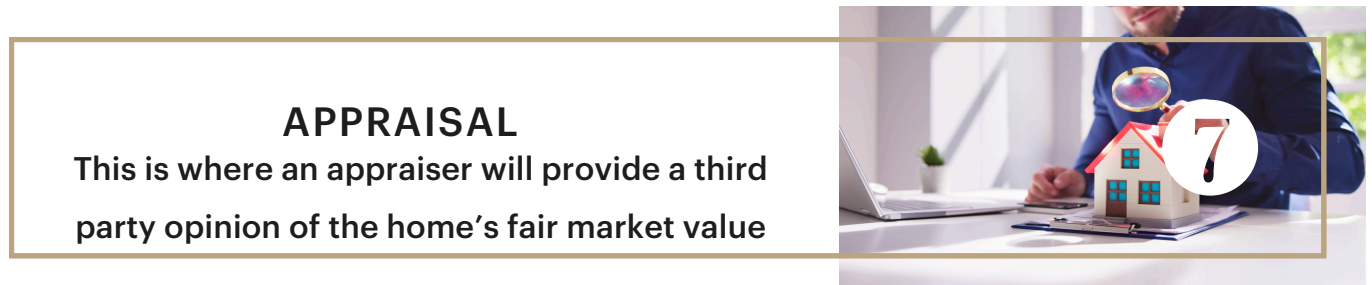 APPRAISAL
This is where an appraiser will provide a third
party opinion of the home’s fair market value
7